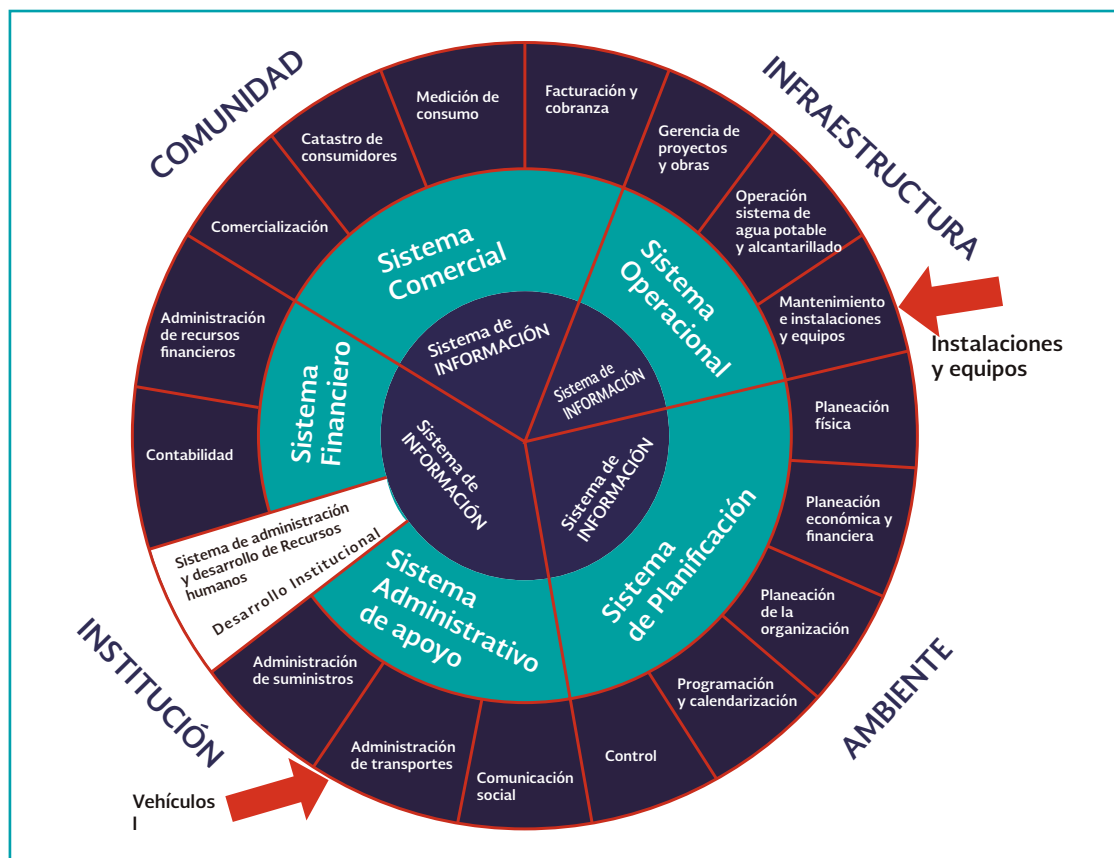 COMUNIDAD
INFRAESTRUCTURA
Medición de
consumo
Facturación y
cobranza
Catastro de
consumidores
Gerencia de
proyectos
y obras
Comercialización
Operación
sistema de
agua potable
y alcantarillado
Sistema
Comercial
Sistema
Operacional
Administración
de recursos
financieros
Mantenimiento
e instalaciones
y equipos
Instalaciones
y equipos
Sistema de
INFORMACIÓN
Sistema de
INFORMACIÓN
Sistema
Financiero
Planeación
física
Contabilidad
Sistema de
INFORMACIÓN
Sistema de
INFORMACIÓN
Planeación
económica y
financiera
Sistema de administración
y desarollo de Recursos
humanos
Desarrollo Institucional
Sistema
Administrativo
de apoyo
Sistema
de Planificación
Planeación
de la
organización
INSTITUCIÓN
AMBIENTE
Administración
de suministros
Programación
y calendarización
Administración
de transportes
Comunicación
social
Control
Vehículos
I